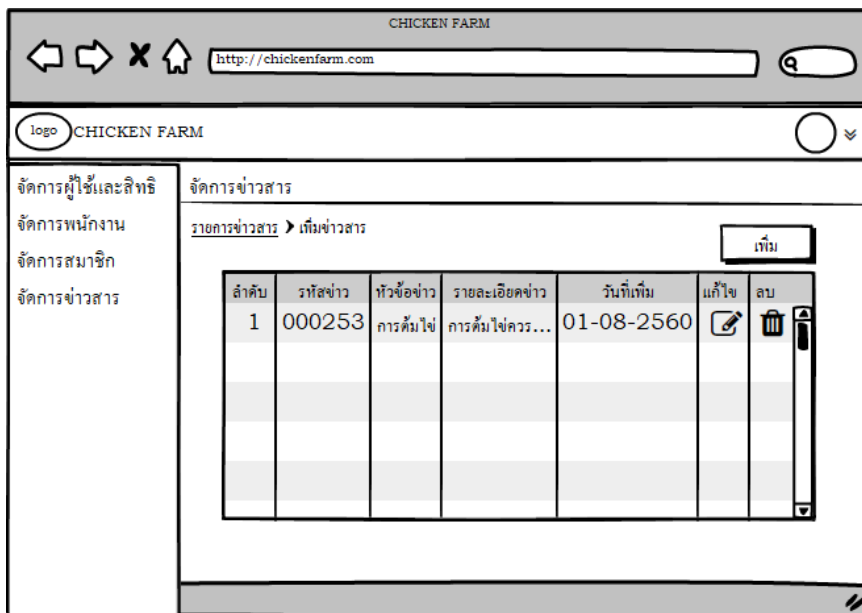 CHICKEN FARM
http://chickenfarm.com
logo CHICKEN FARM
จัดการผู้ใช้และสิทธิ
จัดการพนักงาน
จัดการสมาชิก
จัดการข่าวสาร
จัดการข่าวสาร
รายการข่าวสาร เพิ่มข่าวสาร
เพิ่ม
ลำดับ รหัสข่าว หัวข้อข่าว รายละเอียดข่าว วันที่เพิ่ม แก้ไข ลบ
1 000253 การต้มไข่ การต้มไข่ควร... 01-08-2560